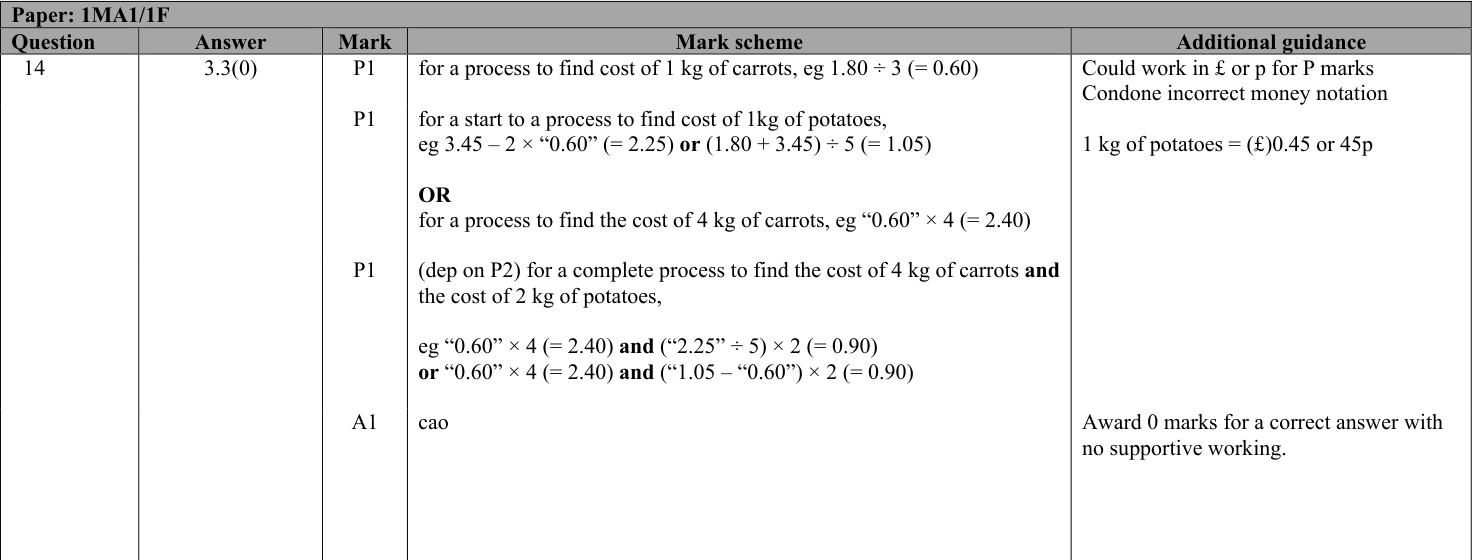 Paper: 1MA1/1F
Question Answer Mark Mark scheme Additional guidance
14 3.3(0) P1 for a process to find cost of 1 kg of carrots, eg 1.80 ÷ 3 (= 0.60) Could work in £ or p for P marks
Condone incorrect money notation
P1 for a start to a process to find cost of 1kg of potatoes,
eg 3.45 – 2 × “0.60” (= 2.25) or (1.80 + 3.45) ÷ 5 (= 1.05) 1 kg of potatoes = (£)0.45 or 45p
OR
for a process to find the cost of 4 kg of carrots, eg “0.60” × 4 (= 2.40)
P1 (dep on P2) for a complete process to find the cost of 4 kg of carrots and
the cost of 2 kg of potatoes,
eg “0.60” × 4 (= 2.40) and (“2.25” ÷ 5) × 2 (= 0.90)
or “0.60” × 4 (= 2.40) and (“1.05 – “0.60”) × 2 (= 0.90)
A1 cao Award 0 marks for a correct answer with
no supportive working.